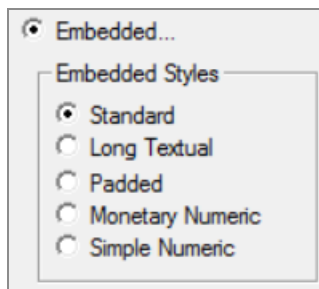 Embedded...
Embedded Styles
Standard
Long Textual
Padded
Monetary Numeric
Simple Numeric